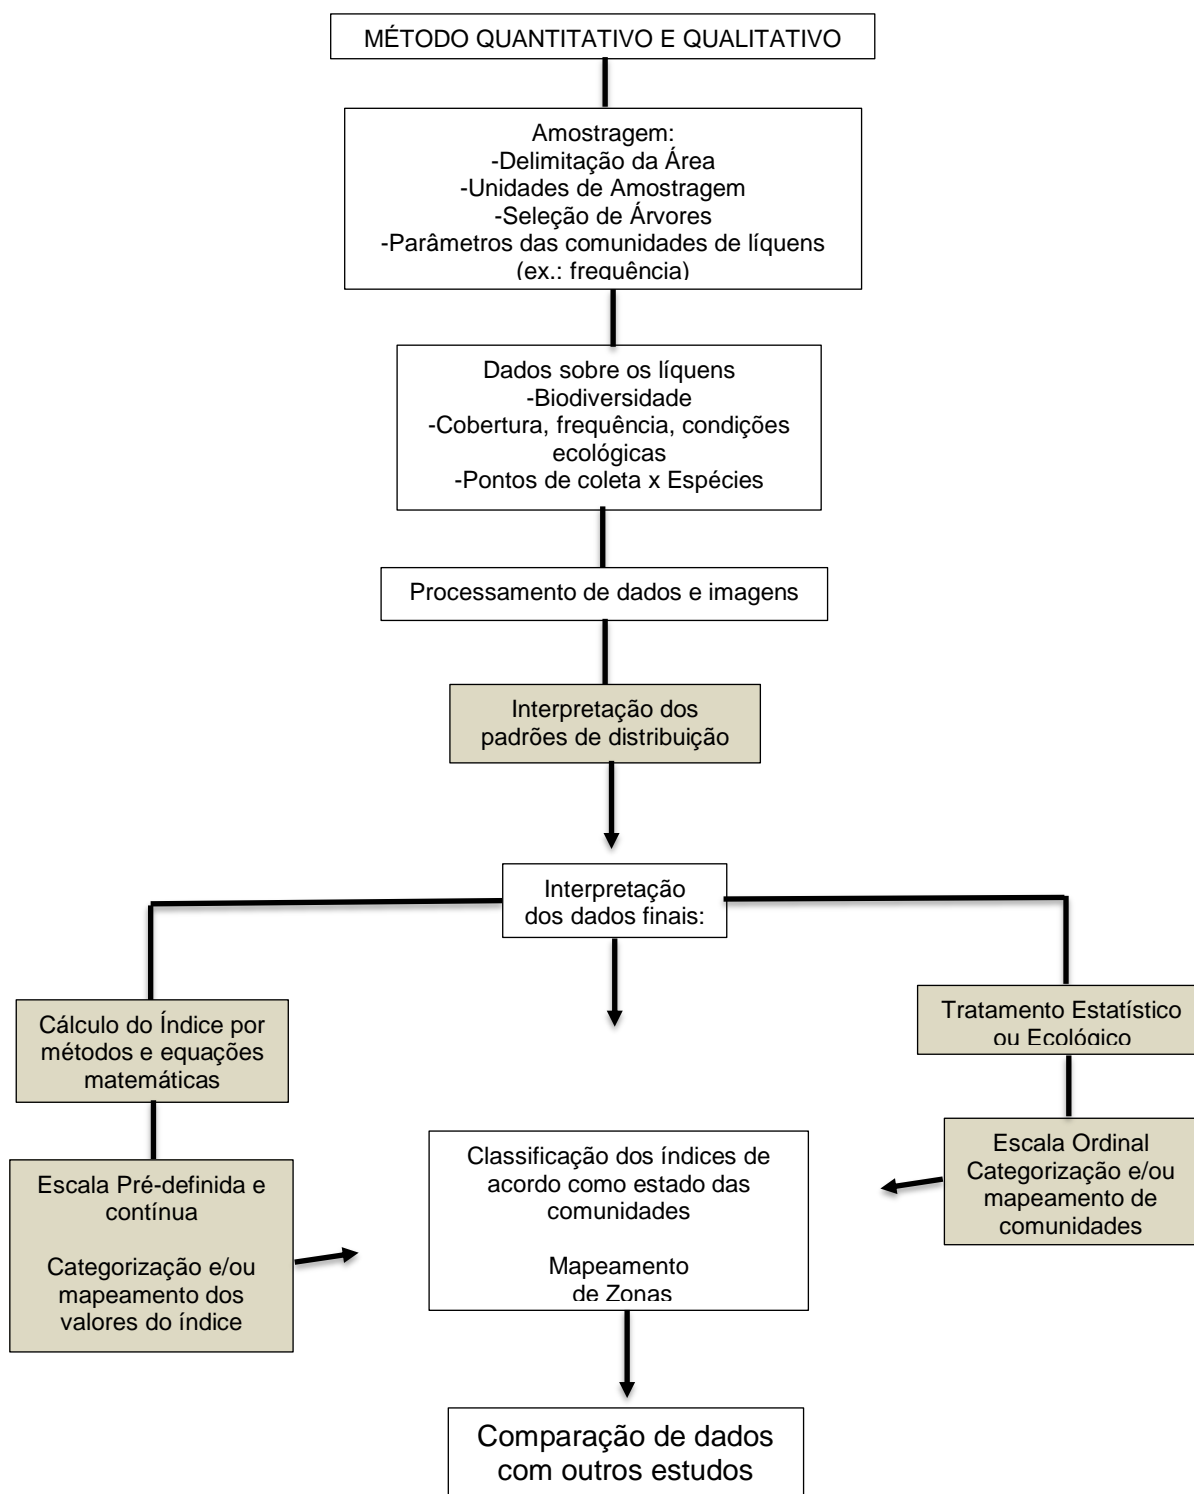 MÉTODO QUANTITATIVO E QUALITATIVO
Amostragem:
-Delimitação da Área
-Unidades de Amostragem
-Seleção de Árvores
-Parâmetros das comunidades de líquens
(ex.: frequência)
Dados sobre os líquens
-Biodiversidade
-Cobertura, frequência, condições
ecológicas
-Pontos de coleta x Espécies
Processamento de dados e imagens
Interpretação dos
padrões de distribuição
Interpretação
dos dados finais:
Cálculo do Índice por
métodos e equações
matemáticas
Tratamento Estatístico
ou Ecológico
Escala Pré-definida e
contínua
Categorização e/ou
mapeamento dos
valores do índice
Classificação dos índices de
acordo como estado das
comunidades
Mapeamento
de Zonas
Escala Ordinal
Categorização e/ou
mapeamento de
comunidades
Comparação de dados
com outros estudos